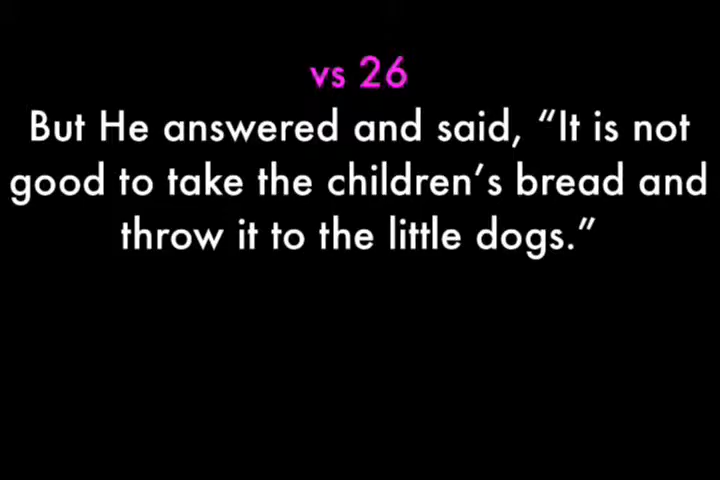 vs 26
But He answered and said, “It is not
good to take the children’s bread and
throw it to the little dogs.”